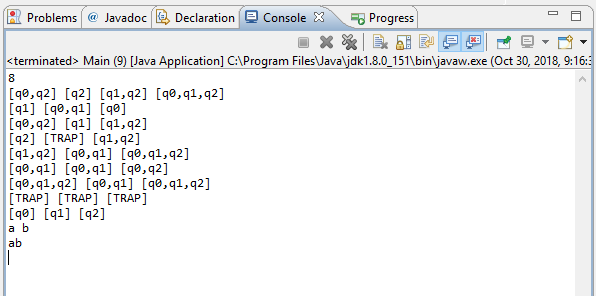 Problems @ Javadoc Declaration Console Progress
<terminated> Main (9) [Java Application] C:\Program Files\Java\jdk1.8.0_151\bin\javaw.exe (Oct 30, 2018, 9:16:3
8
[q0,q2] [q2] [q1,q2] [q0,q1,q2]
[q1] [q0,q1] [q0]
[q0,q2] [q1] [q1,q2]
[q2] [TRAP] [q1,q2]
[q1,q2] [q0,q1] [q0,q1,q2]
[q0,q1] [q0,q1] [q0,q2]
[q0,q1,q2] [q0,q1] [q0,q1,q2]
[TRAP] [TRAP] [TRAP]
[q0] [q1] [q2]
a b
ab